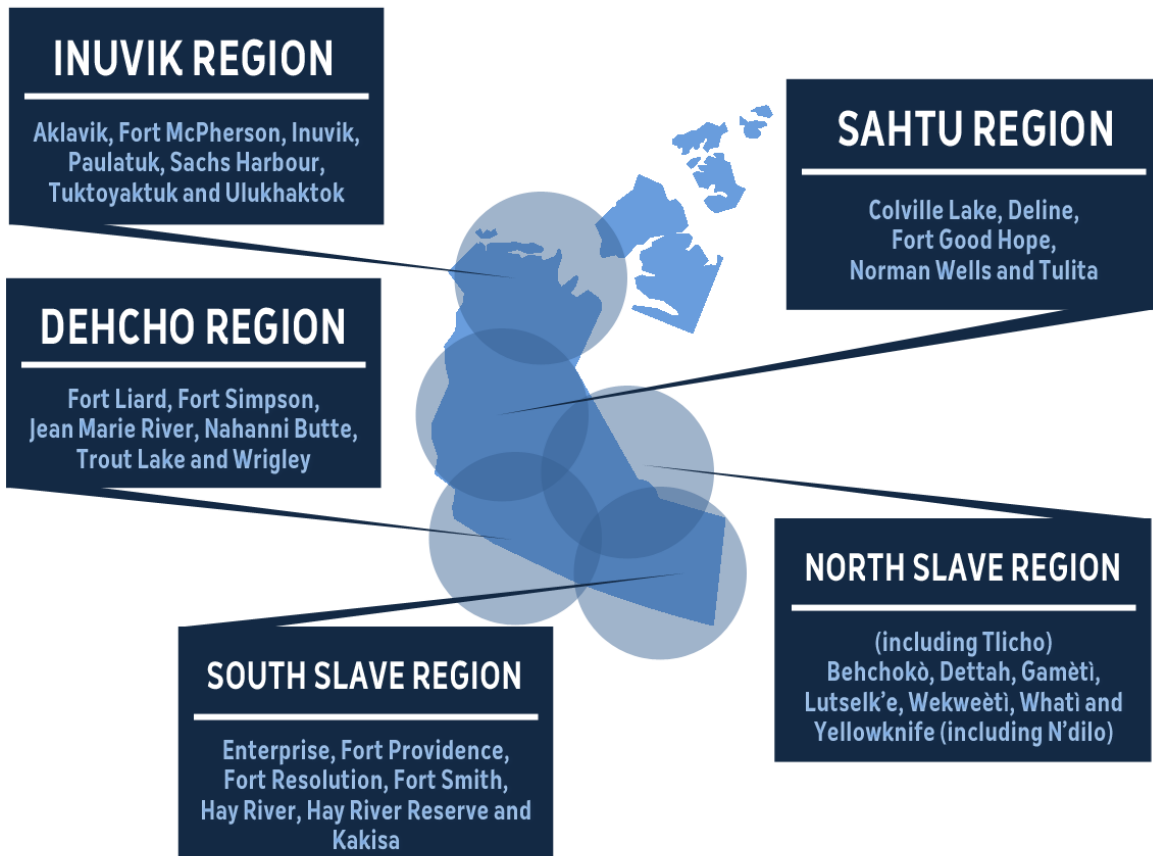 INUVIK REGION
Aklavik, Fort McPherson, Inuvik,
Paulatuk, Sachs Harbour,
Tuktoyaktuk and Ulukhaktok
SAHTU REGION
Colville Lake, Deline,
Fort Good Hope,
Norman Wells and Tulita
DEHCHO REGION
Fort Liard, Fort Simpson,
Jean Marie River, Nahanni Butte,
Trout Lake and Wrigley
NORTH SLAVE REGION
(including Tlicho)
Behchokò, Dettah, Gamètì,
Lutselk’e, Wekweètì, Whatì and
Yellowknife (including N’dilo)
SOUTH SLAVE REGION
Enterprise, Fort Providence,
Fort Resolution, Fort Smith,
Hay River, Hay River Reserve and
Kakisa